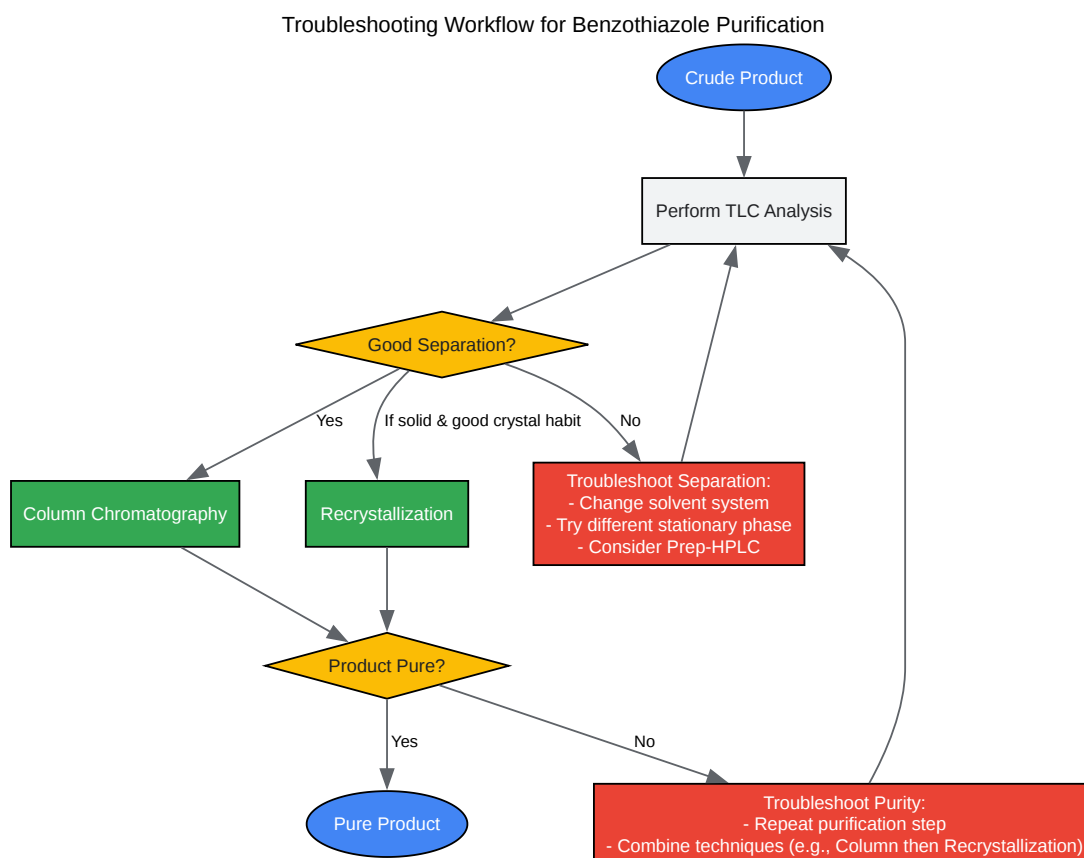 Troubleshooting Workflow for Benzothiazole Purification
Crude Product
Perform TLC Analysis
Good Separation?
Yes
If solid & good crystal habit
No
Column Chromatography
Recrystallization
Troubleshoot Separation:
- Change solvent system
- Try different stationary phase
- Consider Prep-HPLC
Product Pure?
Yes
No
Pure Product
Troubleshoot Purity:
- Repeat purification step
- Combine techniques (e.g., Column then Recrystallization)